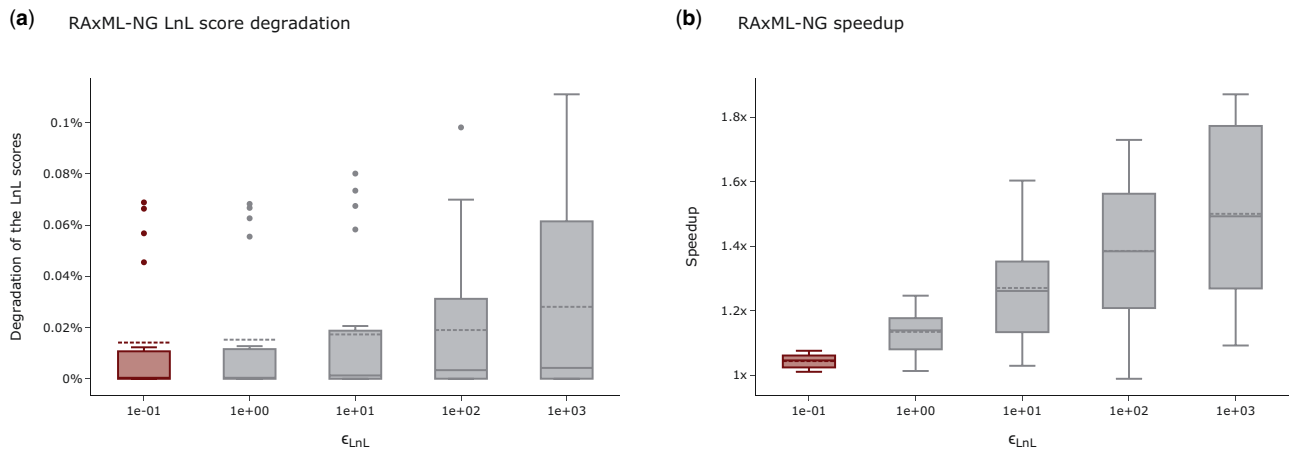 (a) RAxML-NG LnL score degradation
Degradation of the LnL scores
0.1%
0.08%
0.06%
0.04%
0.02%
0%
1e-01 1e+00 1e+01 1e+02 1e+03
ϵLnL
(b) RAxML-NG speedup
Speedup
1.8x
1.6x
1.4x
1.2x
1x
1e-01 1e+00 1e+01 1e+02 1e+03
ϵLnL